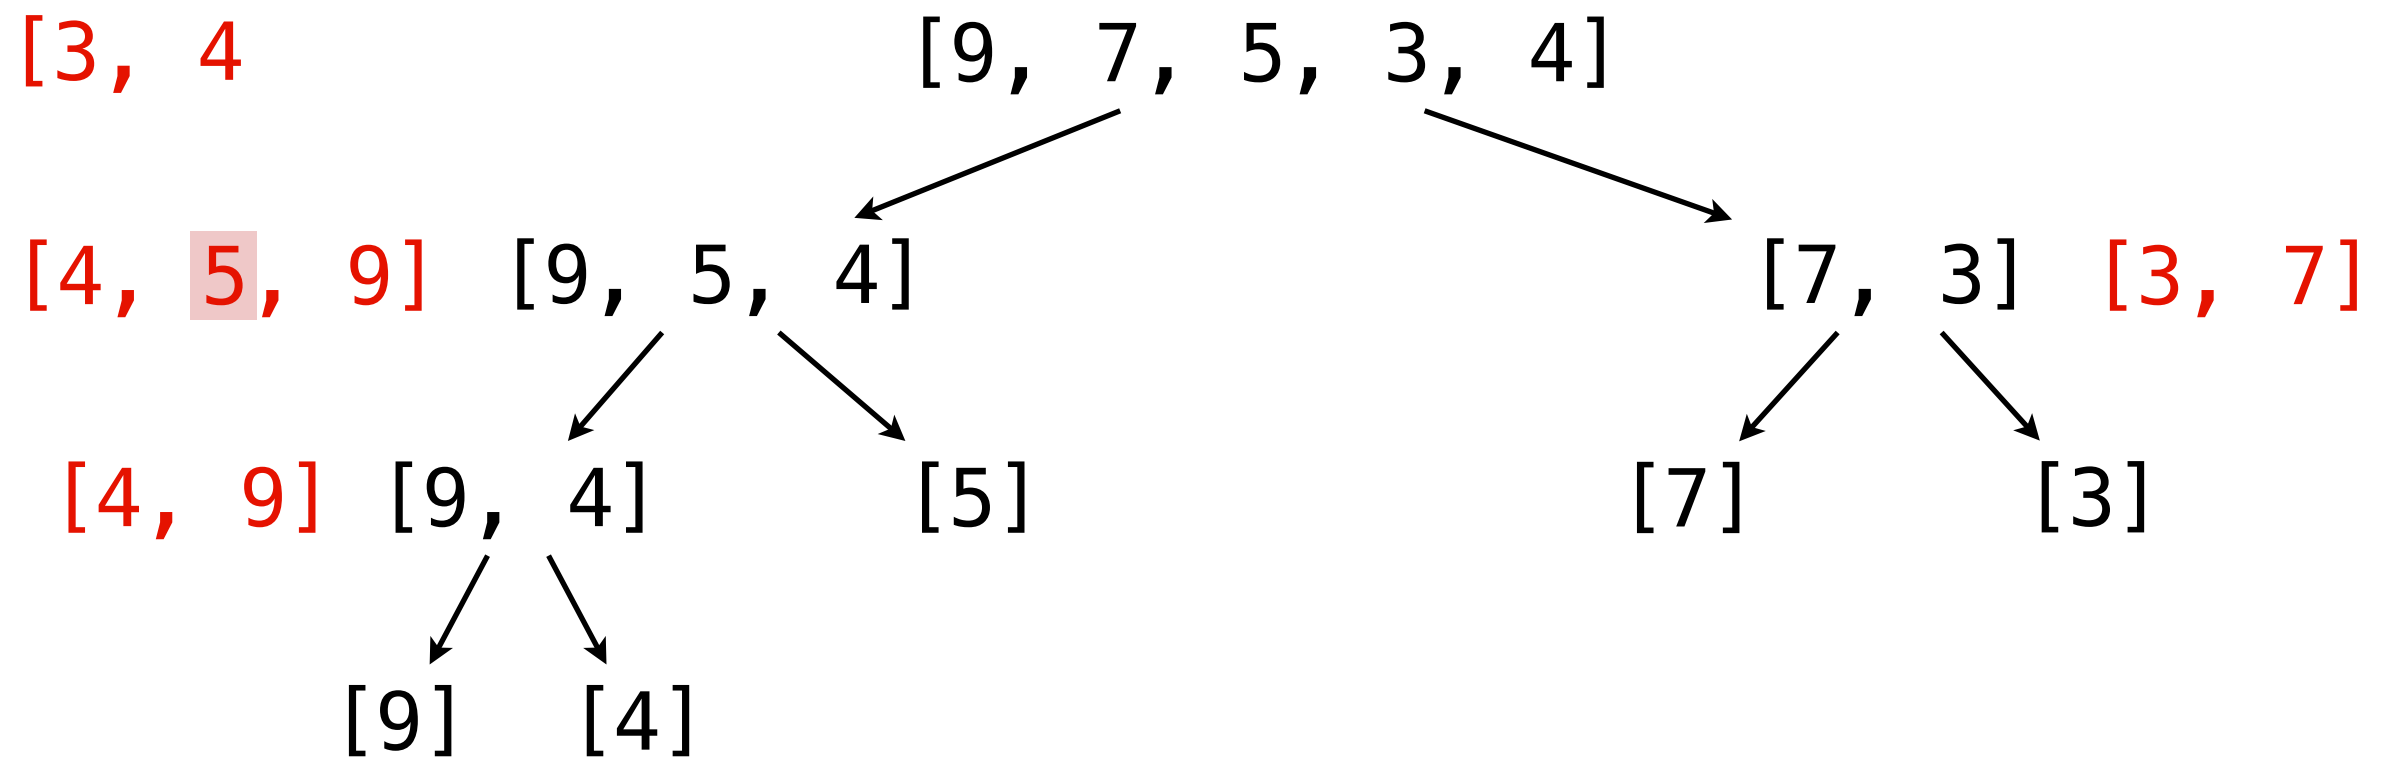 [3, 4 [9, 7, 5, 3, 4]
[4, 5, 9] [9, 5, 4] [7, 3] [3, 7]
[4, 9] [9, 4] [5] [7] [3]
[9] [4]